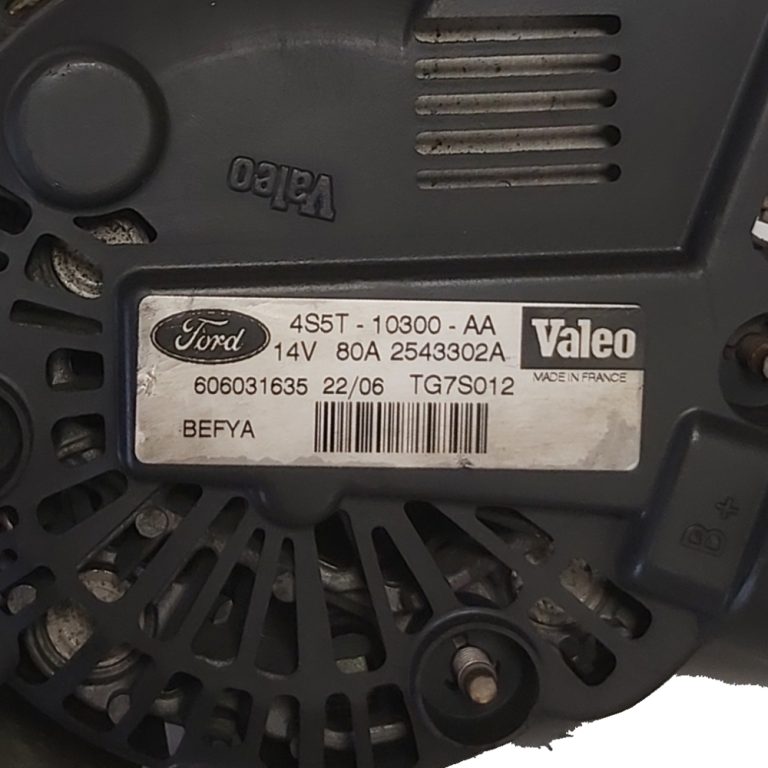 Valeo
Ford
4S5T - 10300 - AA
14V 80A 2543302A
Valeo
MADE IN FRANCE
606031635 22/06 TG7S012
BEFYA
B+